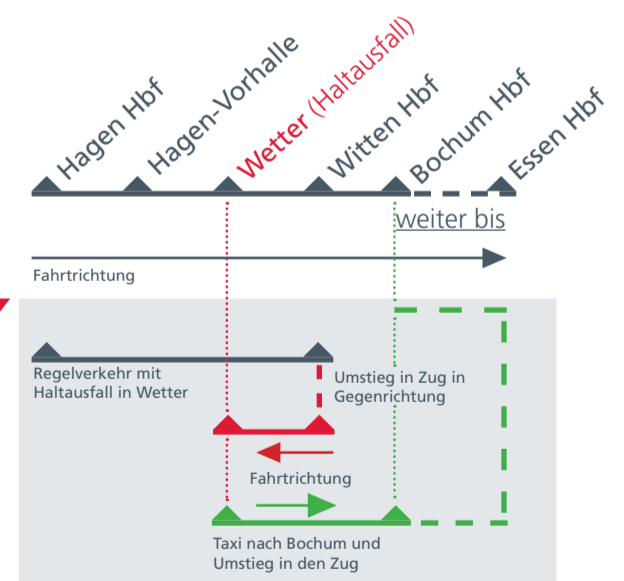 Hagen Hbf
Hagen-Vorhalle
Wetter (Haltausfall)
Witten Hbf
Bochum Hbf
Essen Hbf
weiter bis
Fahrtrichtung
Regelverkehr mit
Haltausfall in Wetter
Umstieg in Zug in
Gegenrichtung
Fahrtrichtung
Taxi nach Bochum und
Umstieg in den Zug